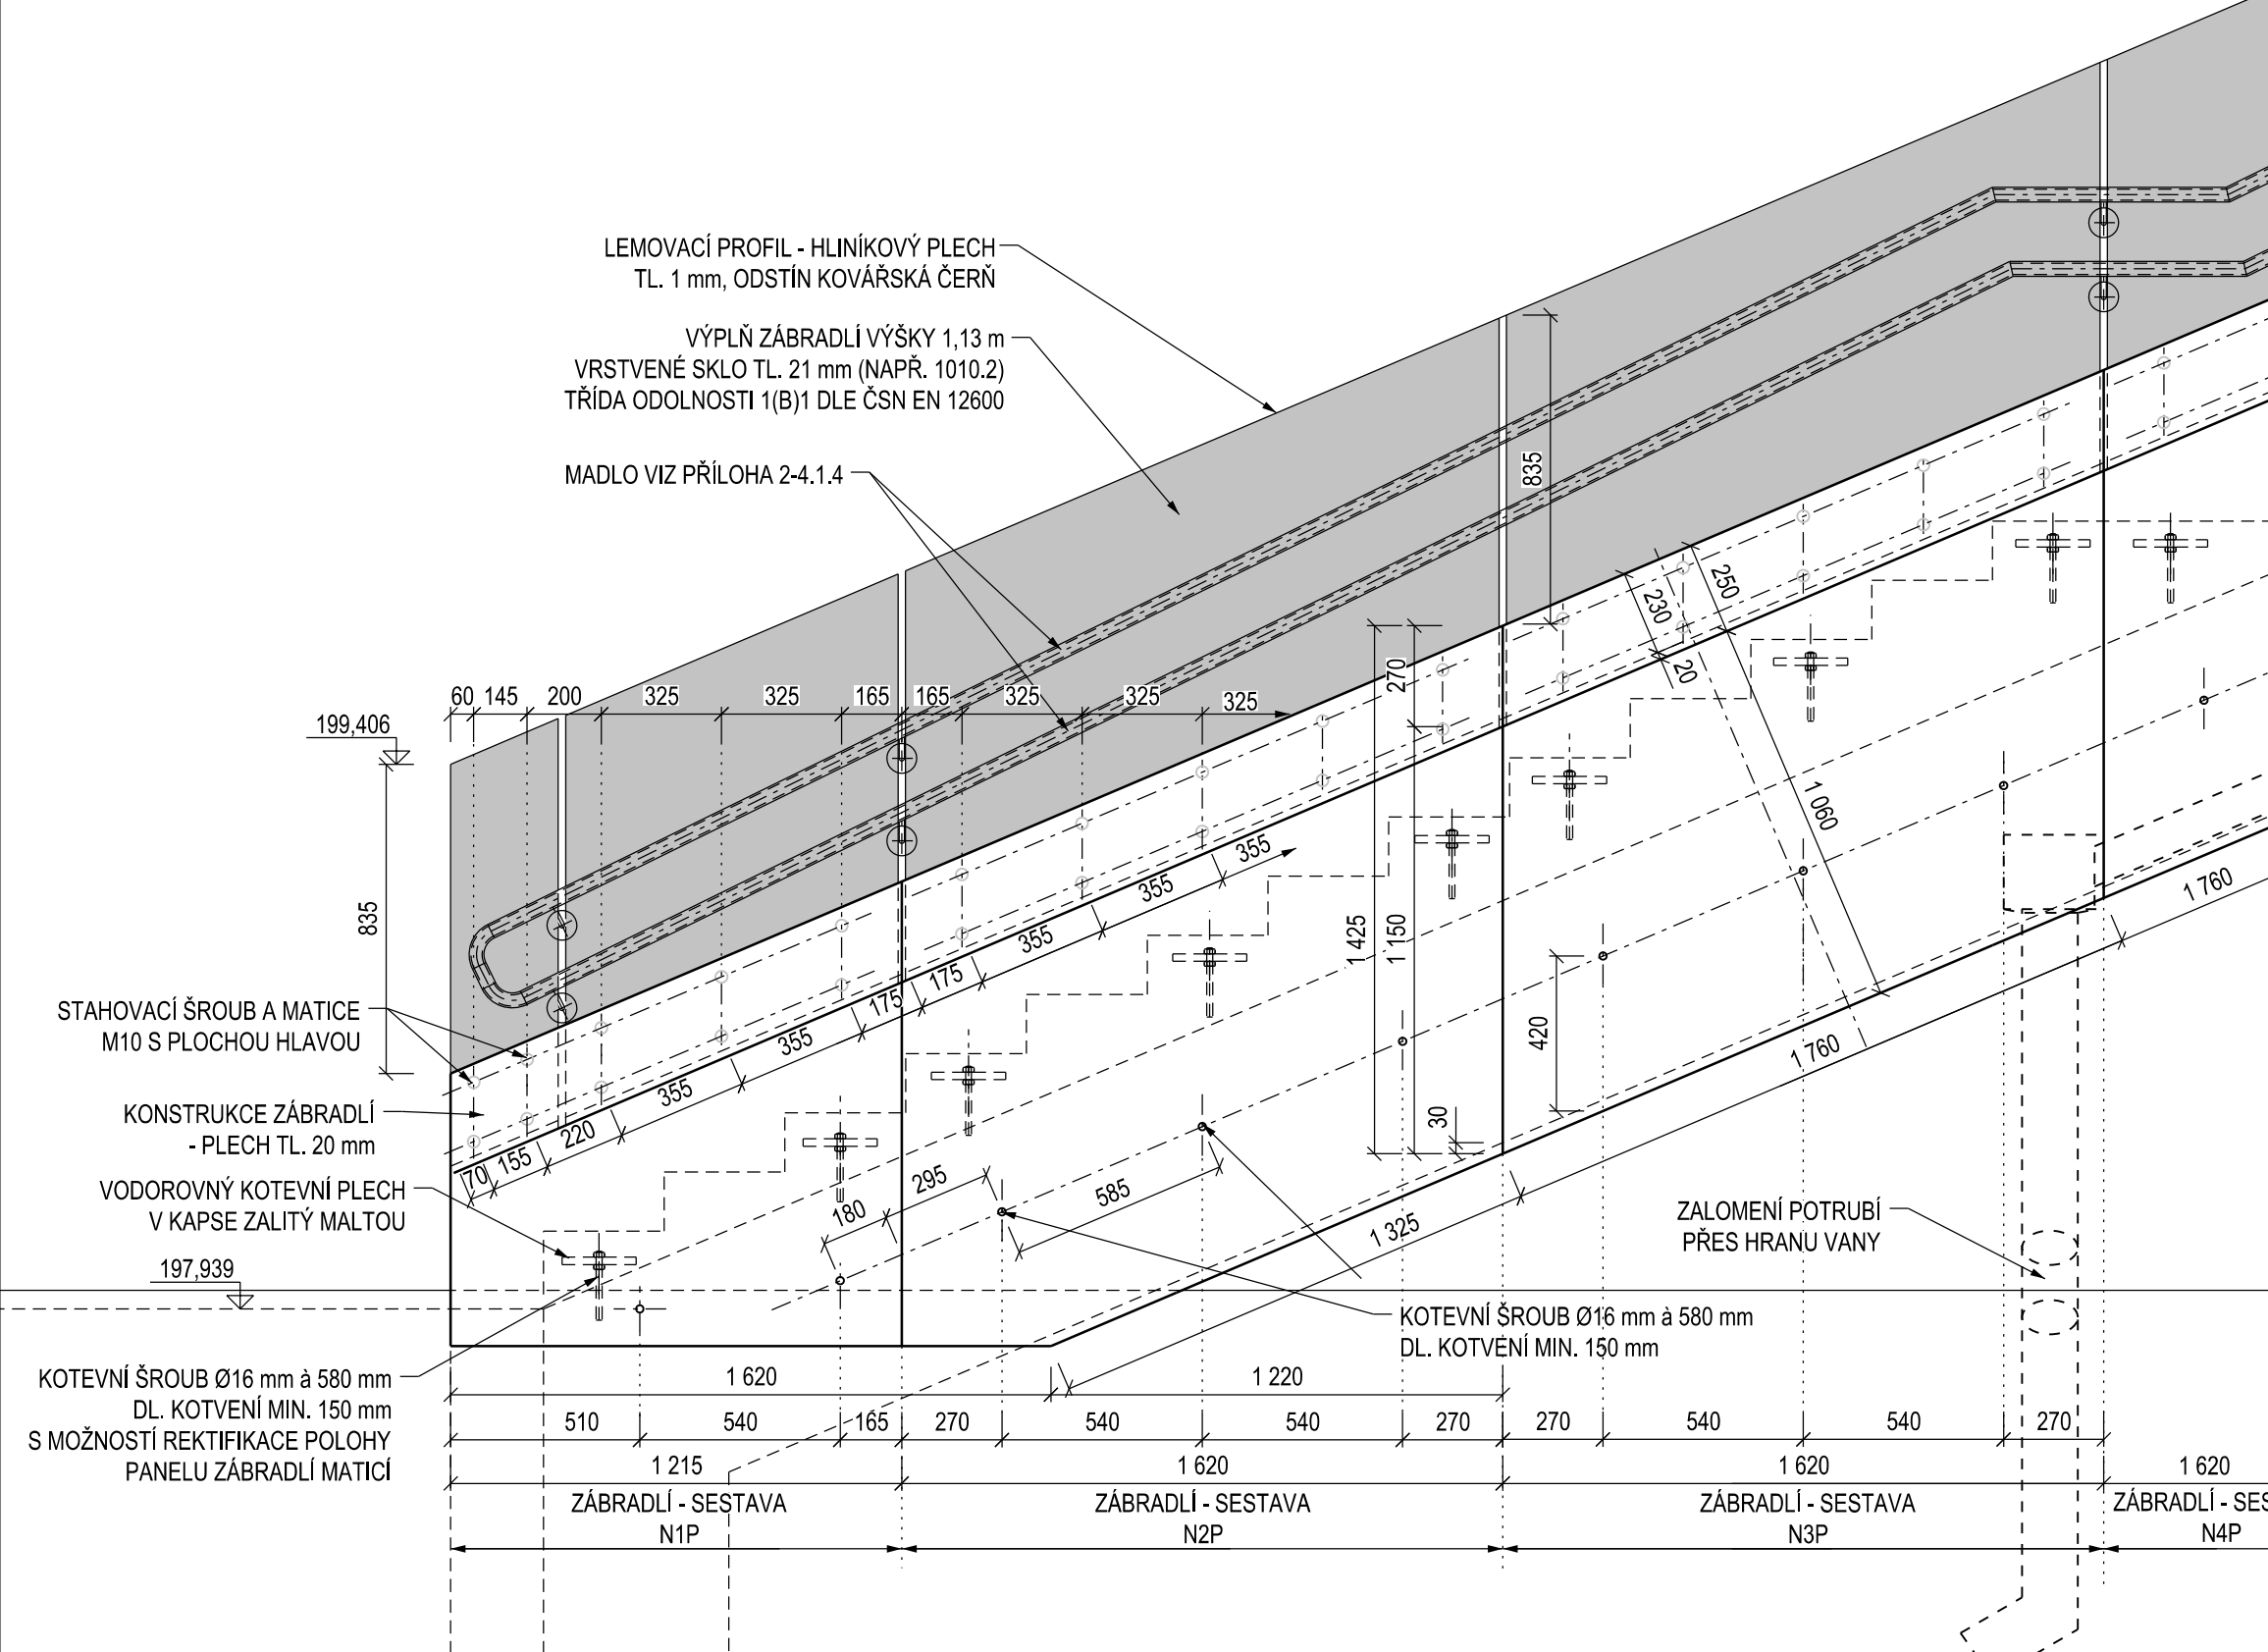 LEMOVACÍ PROFIL - HLINÍKOVÝ PLECH
TL. 1 mm, ODSTÍN KOVÁŘSKÁ ČERŇ
VÝPLŇ ZÁBRADLÍ VÝŠKY 1,13 m
VRSTVENÉ SKLO TL. 21 mm (NAPŘ. 1010.2)
TŘÍDA ODOLNOSTI 1(B)1 DLE ČSN EN 12600
MADLO VIZ PŘÍLOHA 2-4.1.4
835
250
230
20
270
60 145 200 325 325 165 165 325 325 325
199,406
835
1 060
355
355
355
175
175
355
355
220
155
70
1 425
1 150
420
30
1 760
1 760
STAHOVACÍ ŠROUB A MATICE
M10 S PLOCHOU HLAVOU
KONSTRUKCE ZÁBRADLÍ
- PLECH TL. 20 mm
VODOROVNÝ KOTEVNÍ PLECH
V KAPSE ZALITÝ MALTOU
295
180
585
1 325
ZALOMENÍ POTRUBÍ
PŘES HRANU VANY
197,939
KOTEVNÍ ŠROUB Ø16 mm à 580 mm
DL. KOTVENÍ MIN. 150 mm
KOTEVNÍ ŠROUB Ø16 mm à 580 mm
DL. KOTVENÍ MIN. 150 mm
S MOŽNOSTÍ REKTIFIKACE POLOHY
PANELU ZÁBRADLÍ MATICÍ
1 620 1 220
510 540 165 270 540 540 270 270 540 540 270
1 215 1 620 1 620 1 620
ZÁBRADLÍ - SESTAVA
N1P
ZÁBRADLÍ - SESTAVA
N2P
ZÁBRADLÍ - SESTAVA
N3P
ZÁBRADLÍ - SES
N4P